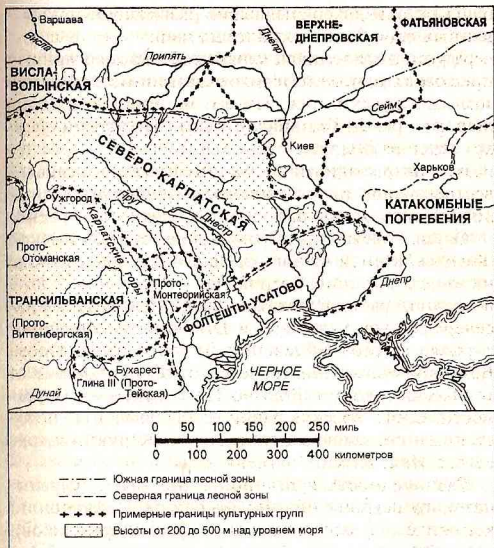 Варшава
Висла
Припять
Днепр
ВЕРХНЕ-
ДНЕПРОВСКАЯ
ФАТЬЯНОВСКАЯ
ВИСЛА-
ВОЛЫНСКАЯ
Сейм
Киев
СЕВЕРО-КАРПАТСКАЯ
Харьков
Ужгород
КАТАКОМБНЫЕ
ПОГРЕБЕНИЯ
Карпатские горы
Прут
Днестр
Прото-
Отоманская
Днепр
ТРАНСИЛЬВАНСКАЯ
Прото-
Монтеорийская
ФОЛТЕШТЫ-УСАТОВО
(Прото-
Виттенбергская)
Бухарест
Глина III (Прото-
Тейская)
ЧЕРНОЕ
МОРЕ
Дунай
0 50 100 150 200 250 миль
0 100 200 300 400 километров
Южная граница лесной зоны
Северная граница лесной зоны
Примерные границы культурных групп
Высоты от 200 до 500 м над уровнем моря